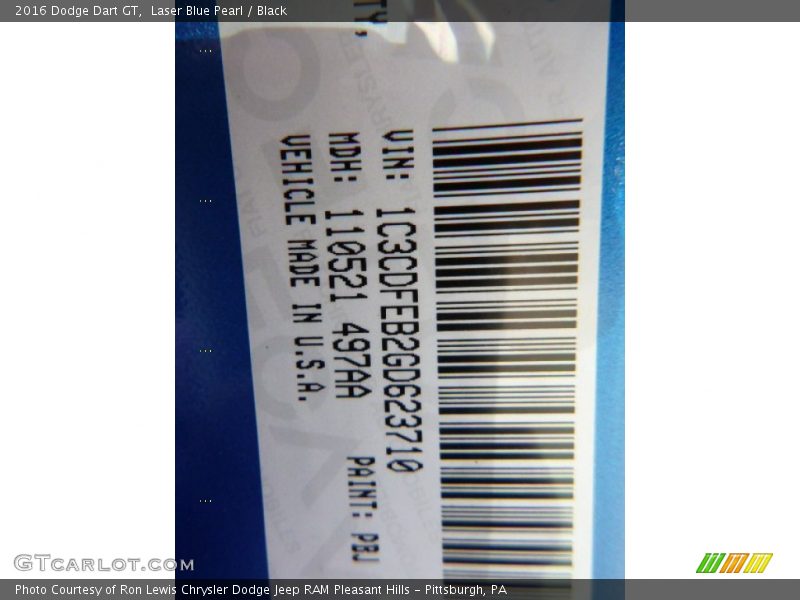 2016 Dodge Dart GT,  Laser Blue Pearl / Black
TY,
VIN: 1C3CDFEB2GD623710
MDH: 110521 497AA PAINT: PBJ
VEHICLE MADE IN U.S.A.
GTCARLOT.COM
Photo Courtesy of Ron Lewis Chrysler Dodge Jeep RAM Pleasant Hills - Pittsburgh, PA